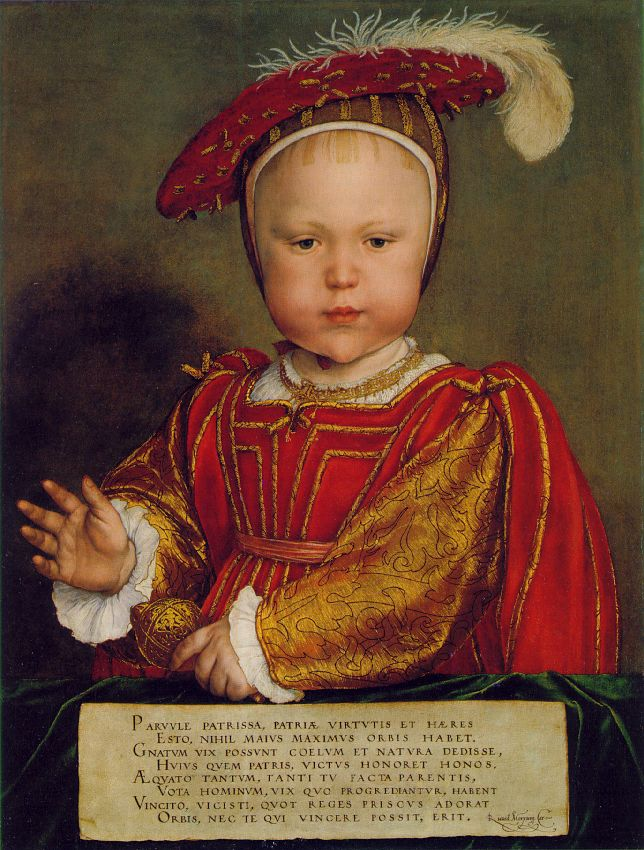 PARVVLE PATRISSA, PATRIÆ VIRTVTIS ET HÆRES
ESTO, NIHIL MAIVS MAXIMVS ORBIS HABET.
GNATVM VIX POSSVNT COELVM ET NATVRA DEDISSE,
HVIVS QVEM PATRIS, VICTVS HONORET HONOS.
ÆQVATO TANTVM, TANTI TV FACTA PARENTIS,
VOTA HOMINVM, VIX QVO PROGREDIANTVR, HABENT
VINCITO, VICISTI, QVOT REGES PRISCVS ADORAT
ORBIS, NEC TE QVI VINCERE POSSIT, ERIT.